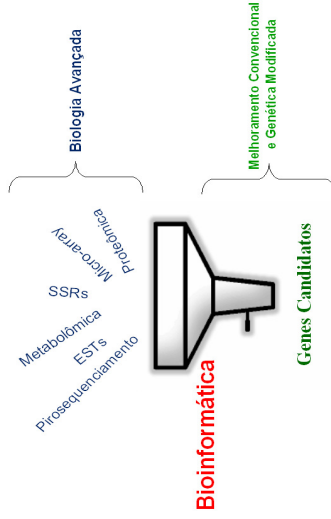 Biologia Avançada
Melhoramento Convencional
e Genética Modificada
Proteômica
Micro-array
SSRs
Metabolômica
ESTs
Pirosequenciamento
Bioinformática
Genes Candidatos